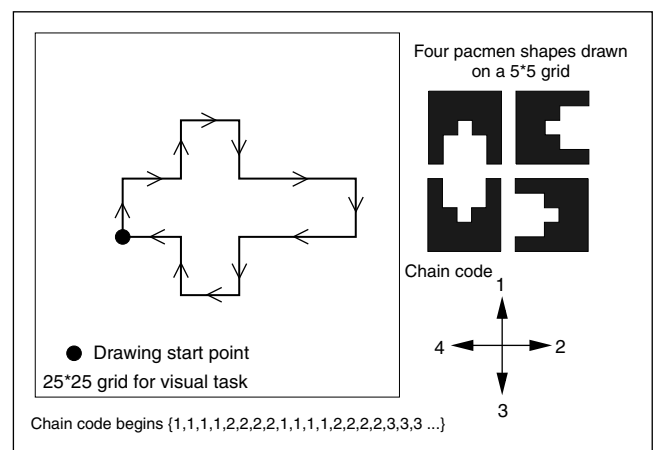 Four pacmen shapes drawn
on a 5*5 grid
Chain code
1
4
2
3
Drawing start point
25*25 grid for visual task
Chain code begins {1,1,1,1,2,2,2,2,1,1,1,1,2,2,2,2,3,3,3 ...}